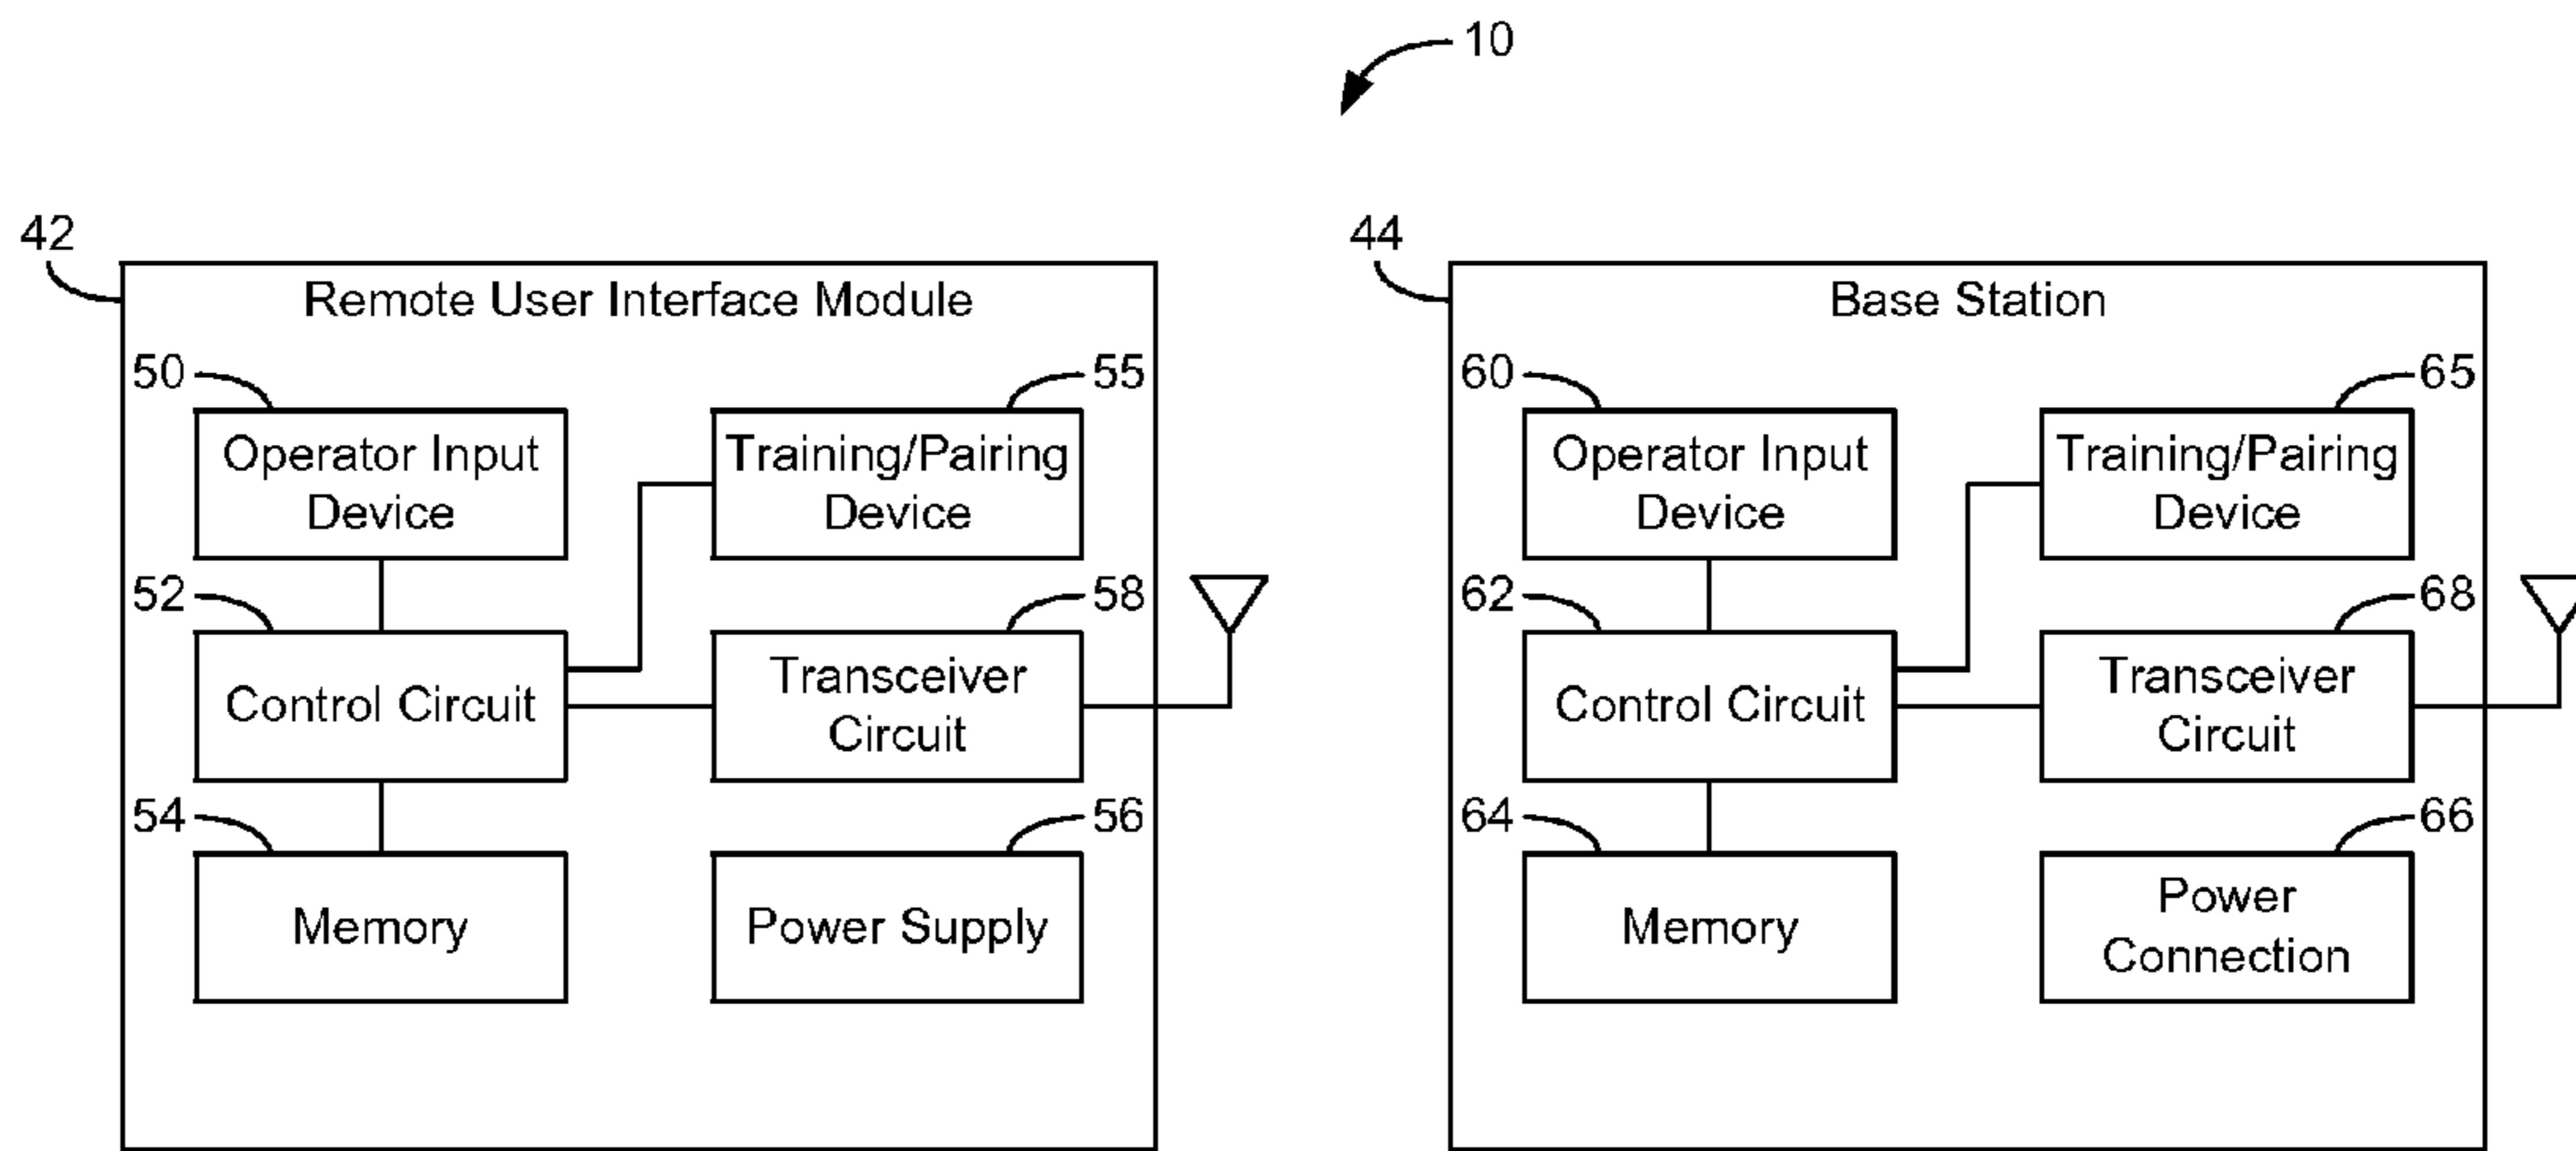 10
42
Remote User Interface Module
50
55
Operator Input
Device
Training/Pairing
Device
52
58
Control Circuit
Transceiver
Circuit
54
56
Memory
Power Supply
44
Base Station
60
65
Operator Input
Device
Training/Pairing
Device
62
68
Control Circuit
Transceiver
Circuit
64
66
Memory
Power
Connection